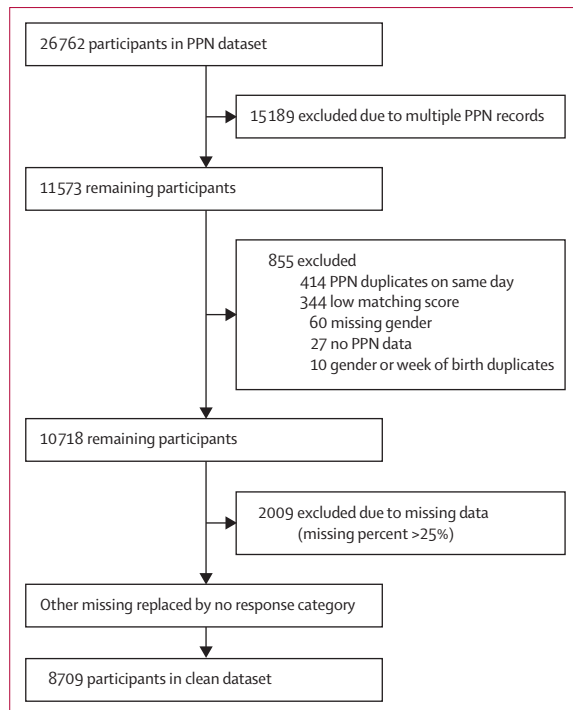 26762 participants in PPN dataset
15189 excluded due to multiple PPN records
11573 remaining participants
855 excluded
414 PPN duplicates on same day
344 low matching score
60 missing gender
27 no PPN data
10 gender or week of birth duplicates
10718 remaining participants
2009 excluded due to missing data
(missing percent >25%)
Other missing replaced by no response category
8709 participants in clean dataset